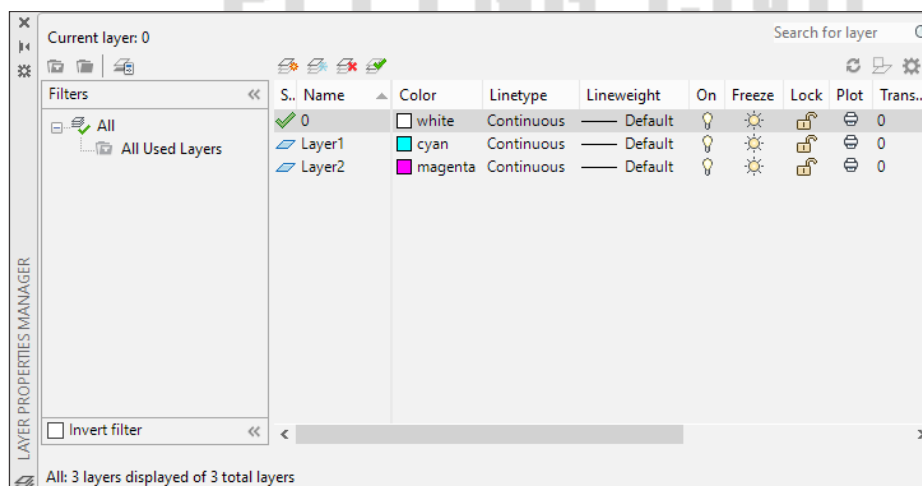 Current layer: 0
Search for layer
Filters
S.. Name Color Linetype Lineweight On Freeze Lock Plot Trans..
All
All Used Layers
0 white Continuous Default 0
Layer1 cyan Continuous Default 0
Layer2 magenta Continuous Default 0
LAYER PROPERTIES MANAGER
Invert filter
All: 3 layers displayed of 3 total layers